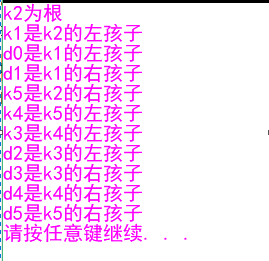 k2为根
k1是k2的左孩子
d0是k1的左孩子
d1是k1的右孩子
k5是k2的右孩子
k4是k5的左孩子
k3是k4的左孩子
d2是k3的左孩子
d3是k3的右孩子
d4是k4的右孩子
d5是k5的右孩子
请按任意键继续. . .